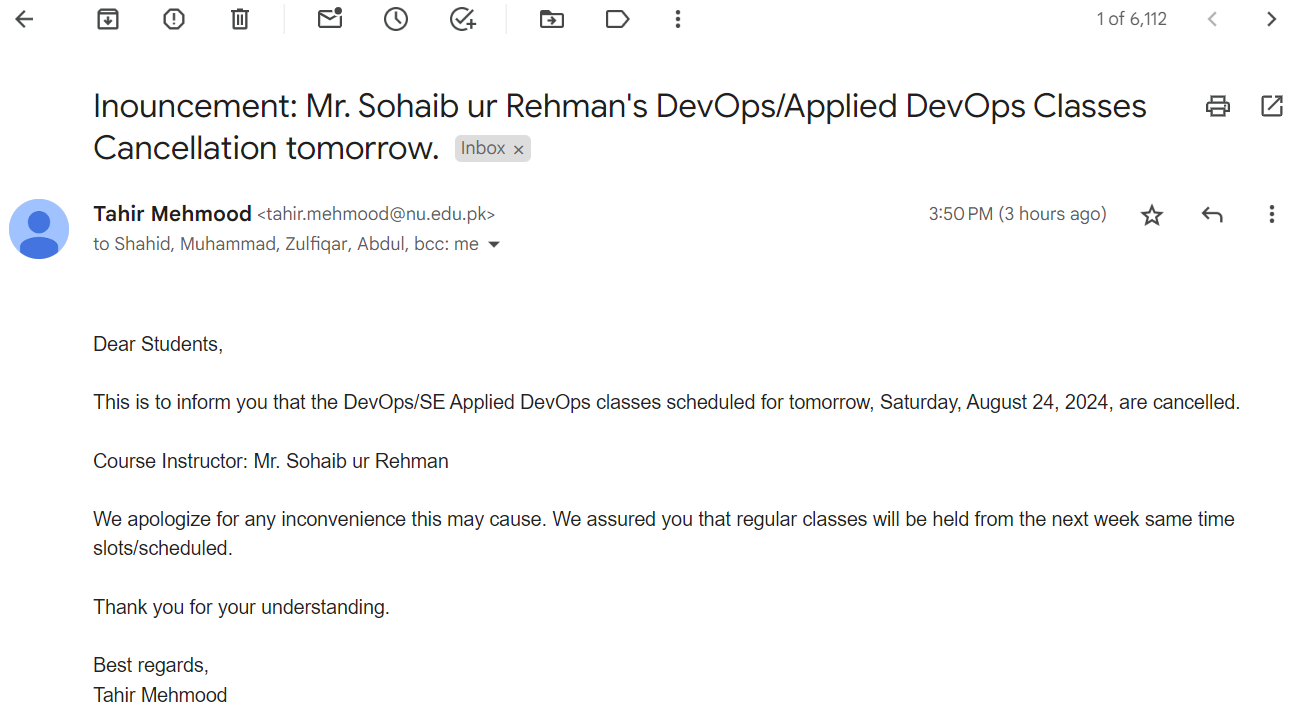 1 of 6,112
Inouncement: Mr. Sohaib ur Rehman's DevOps/Applied DevOps Classes
Cancellation tomorrow. Inbox ×
Tahir Mehmood <tahir.mehmood@nu.edu.pk> 3:50 PM (3 hours ago)
to Shahid, Muhammad, Zulfiqar, Abdul, bcc: me
Dear Students,
This is to inform you that the DevOps/SE Applied DevOps classes scheduled for tomorrow, Saturday, August 24, 2024, are cancelled.
Course Instructor: Mr. Sohaib ur Rehman
We apologize for any inconvenience this may cause. We assured you that regular classes will be held from the next week same time
slots/scheduled.
Thank you for your understanding.
Best regards,
Tahir Mehmood